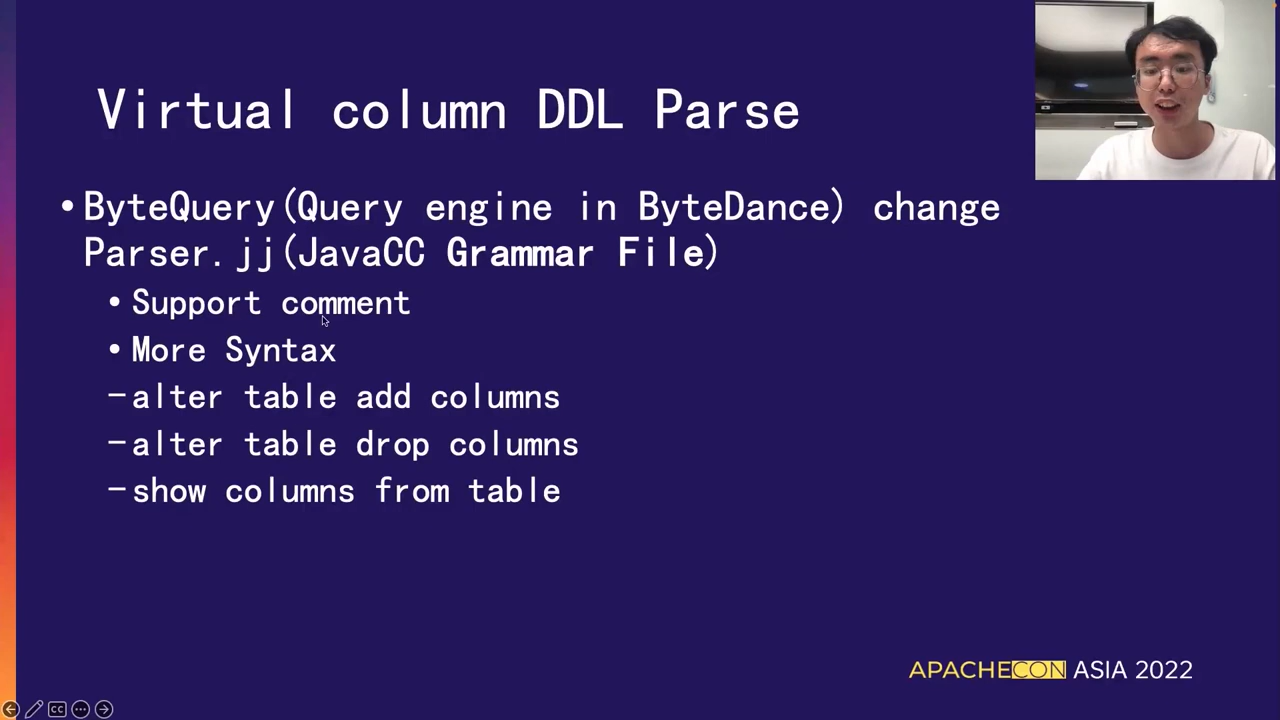 Virtual column DDL Parse
• ByteQuery(Query engine in ByteDance) change
Parser.jj(JavaCC Grammar File)
• Support comment
• More Syntax
–alter table add columns
–alter table drop columns
–show columns from table
APACHECON ASIA 2022
CC